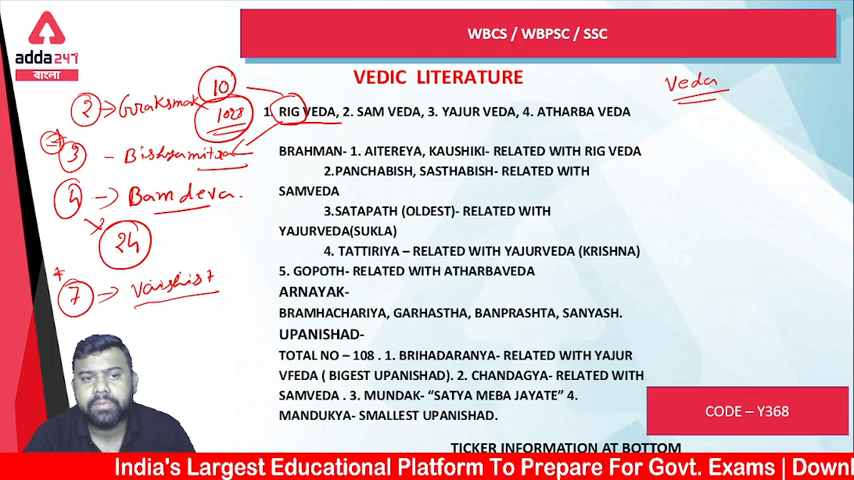 adda247
বাংলা
WBCS / WBPSC / SSC
VEDIC LITERATURE
Veda
10
1028
1. RIG VEDA, 2. SAM VEDA, 3. YAJUR VEDA, 4. ATHARBA VEDA
2 → Graksmak
3 - Bishyamitra
4 → Bamdeva.
24
7 → Vaishist
BRAHMAN- 1. AITEREYA, KAUSHIKI- RELATED WITH RIG VEDA
2.PANCHABISH, SASTHABISH- RELATED WITH
SAMVEDA
3.SATAPATH (OLDEST)- RELATED WITH
YAJURVEDA(SUKLA)
4. TATTIRIYA – RELATED WITH YAJURVEDA (KRISHNA)
5. GOPOTH- RELATED WITH ATHARBAVEDA
ARNAYAK-
BRAMHACHARIYA, GARHASTHA, BANPRASHTA, SANYASH.
UPANISHAD-
TOTAL NO – 108 . 1. BRIHADARANYA- RELATED WITH YAJUR
VFEDA ( BIGEST UPANISHAD). 2. CHANDAGYA- RELATED WITH
SAMVEDA . 3. MUNDAK- “SATYA MEBA JAYATE” 4.
MANDUKYA- SMALLEST UPANISHAD.
CODE – Y368
TICKER INFORMATION AT BOTTOM
India's Largest Educational Platform To Prepare For Govt. Exams | Downl